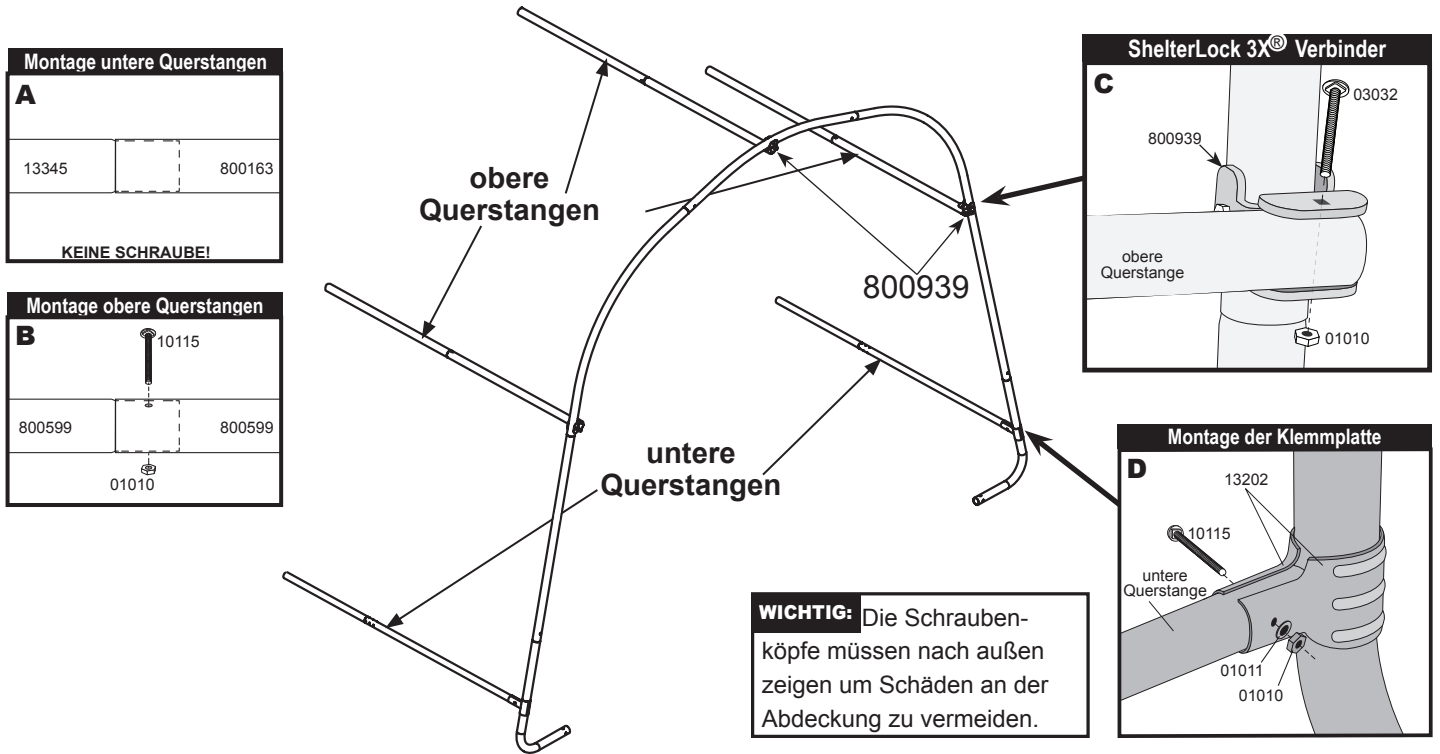 Montage untere Querstangen
A
13345
800163
KEINE SCHRAUBE!
Montage obere Querstangen
B
10115
800599
800599
01010
obere
Querstangen
800939
untere
Querstangen
WICHTIG: Die Schrauben-
köpfe müssen nach außen
zeigen um Schäden an der
Abdeckung zu vermeiden.
ShelterLock 3X® Verbinder
C
03032
800939
obere
Querstange
01010
Montage der Klemmplatte
D
13202
10115
untere
Querstange
01011
01010